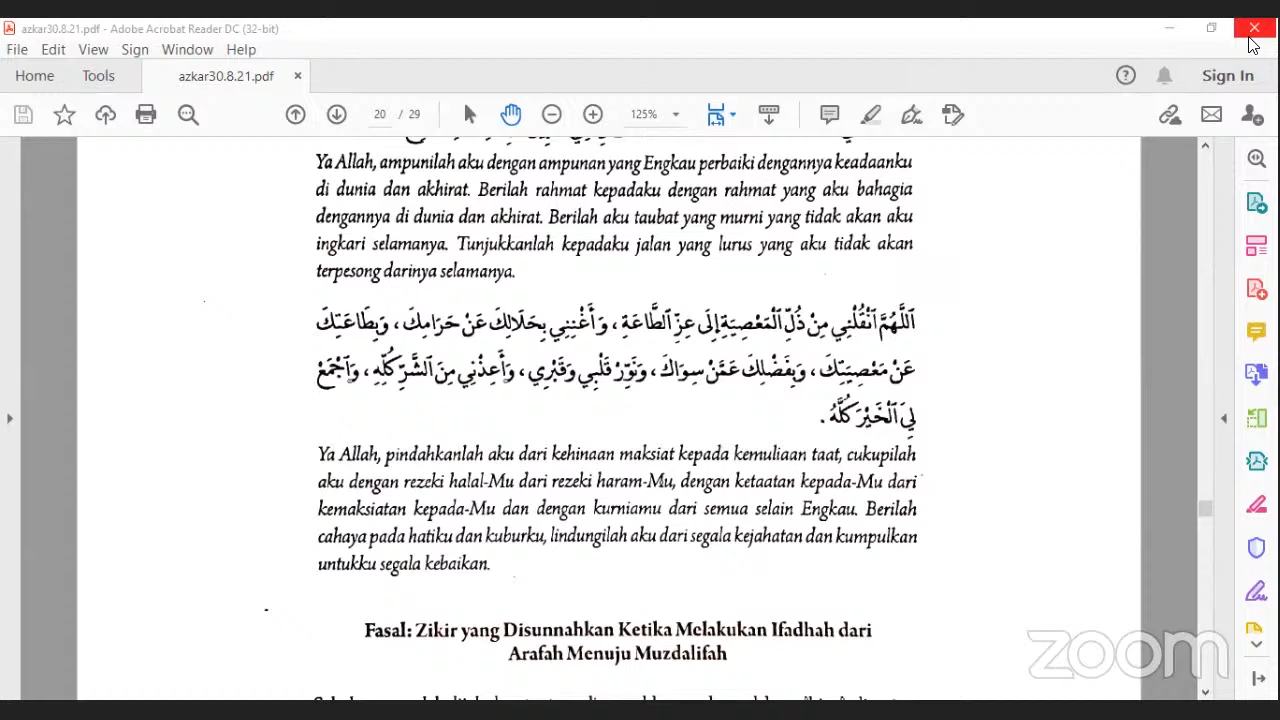 azkar30.8.21.pdf - Adobe Acrobat Reader DC (32-bit)
File Edit View Sign Window Help
Home Tools azkar30.8.21.pdf × Sign In
20 / 29 125%
Ya Allah, ampunilah aku dengan ampunan yang Engkau perbaiki dengannya keadaanku
di dunia dan akhirat. Berilah rahmat kepadaku dengan rahmat yang aku bahagia
dengannya di dunia dan akhirat. Berilah aku taubat yang murni yang tidak akan aku
ingkari selamanya. Tunjukkanlah kepadaku jalan yang lurus yang aku tidak akan
terpesong darinya selamanya.
اَللَّهُمَّ ٱنْقُلْنِي مِنْ ذُلِّ ٱلْمَعْصِيَةِ إِلَى عِزِّ ٱلطَّاعَةِ ، وَأَغْنِنِي بِحَلَالِكَ عَنْ حَرَامِكَ ، وَبِطَاعَتِكَ
عَنْ مَعْصِيَتِكَ ، وَبِفَضْلِكَ عَمَّنْ سِوَاكَ ، وَنَوِّرْ قَلْبِي وَقَبْرِي ، وَأَعِذْنِي مِنَ ٱلشَّرِّ كُلِّهِ ، وَٱجْمَعْ
لِيَ ٱلْخَيْرَ كُلَّهُ .
Ya Allah, pindahkanlah aku dari kehinaan maksiat kepada kemuliaan taat, cukupilah
aku dengan rezeki halal-Mu dari rezeki haram-Mu, dengan ketaatan kepada-Mu dari
kemaksiatan kepada-Mu dan dengan kurniamu dari semua selain Engkau. Berilah
cahaya pada hatiku dan kuburku, lindungilah aku dari segala kejahatan dan kumpulkan
untukku segala kebaikan.
Fasal: Zikir yang Disunnahkan Ketika Melakukan Ifadhah dari
Arafah Menuju Muzdalifah
zoom